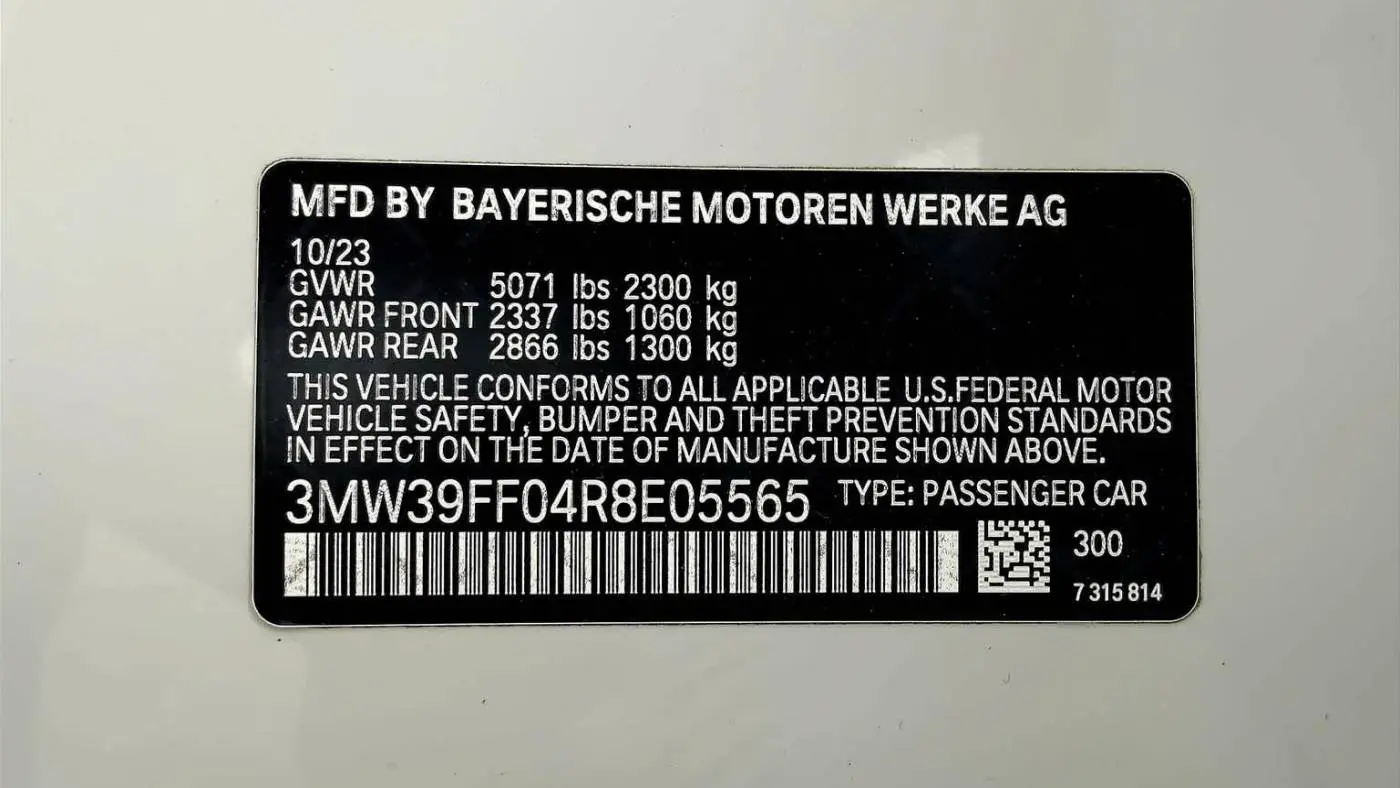 MFD BY BAYERISCHE MOTOREN WERKE AG
10/23
GVWR 5071 lbs 2300 kg
GAWR FRONT 2337 lbs 1060 kg
GAWR REAR 2866 lbs 1300 kg
THIS VEHICLE CONFORMS TO ALL APPLICABLE U.S.FEDERAL MOTOR
VEHICLE SAFETY, BUMPER AND THEFT PREVENTION STANDARDS
IN EFFECT ON THE DATE OF MANUFACTURE SHOWN ABOVE.
3MW39FF04R8E05565 TYPE: PASSENGER CAR
300
7 315 814